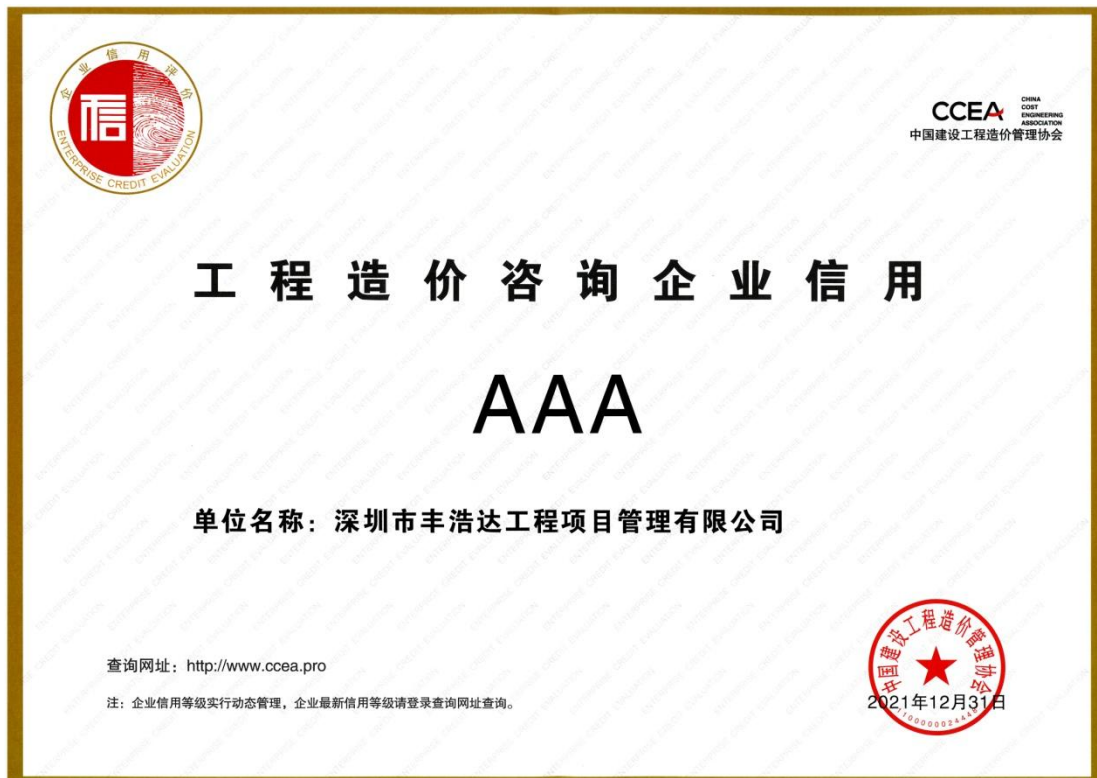 企业信用评价
信
ENTERPRISE CREDIT EVALUATION
CCEA
CHINA
COST
ENGINEERING
ASSOCIATION
中国建设工程造价管理协会
工程造价咨询企业信用
AAA
单位名称：深圳市丰浩达工程项目管理有限公司
查询网址：http://www.ccea.pro
注：企业信用等级实行动态管理，企业最新信用等级请登录查询网址查询。
中国建设工程造价管理协会
2021年12月31日